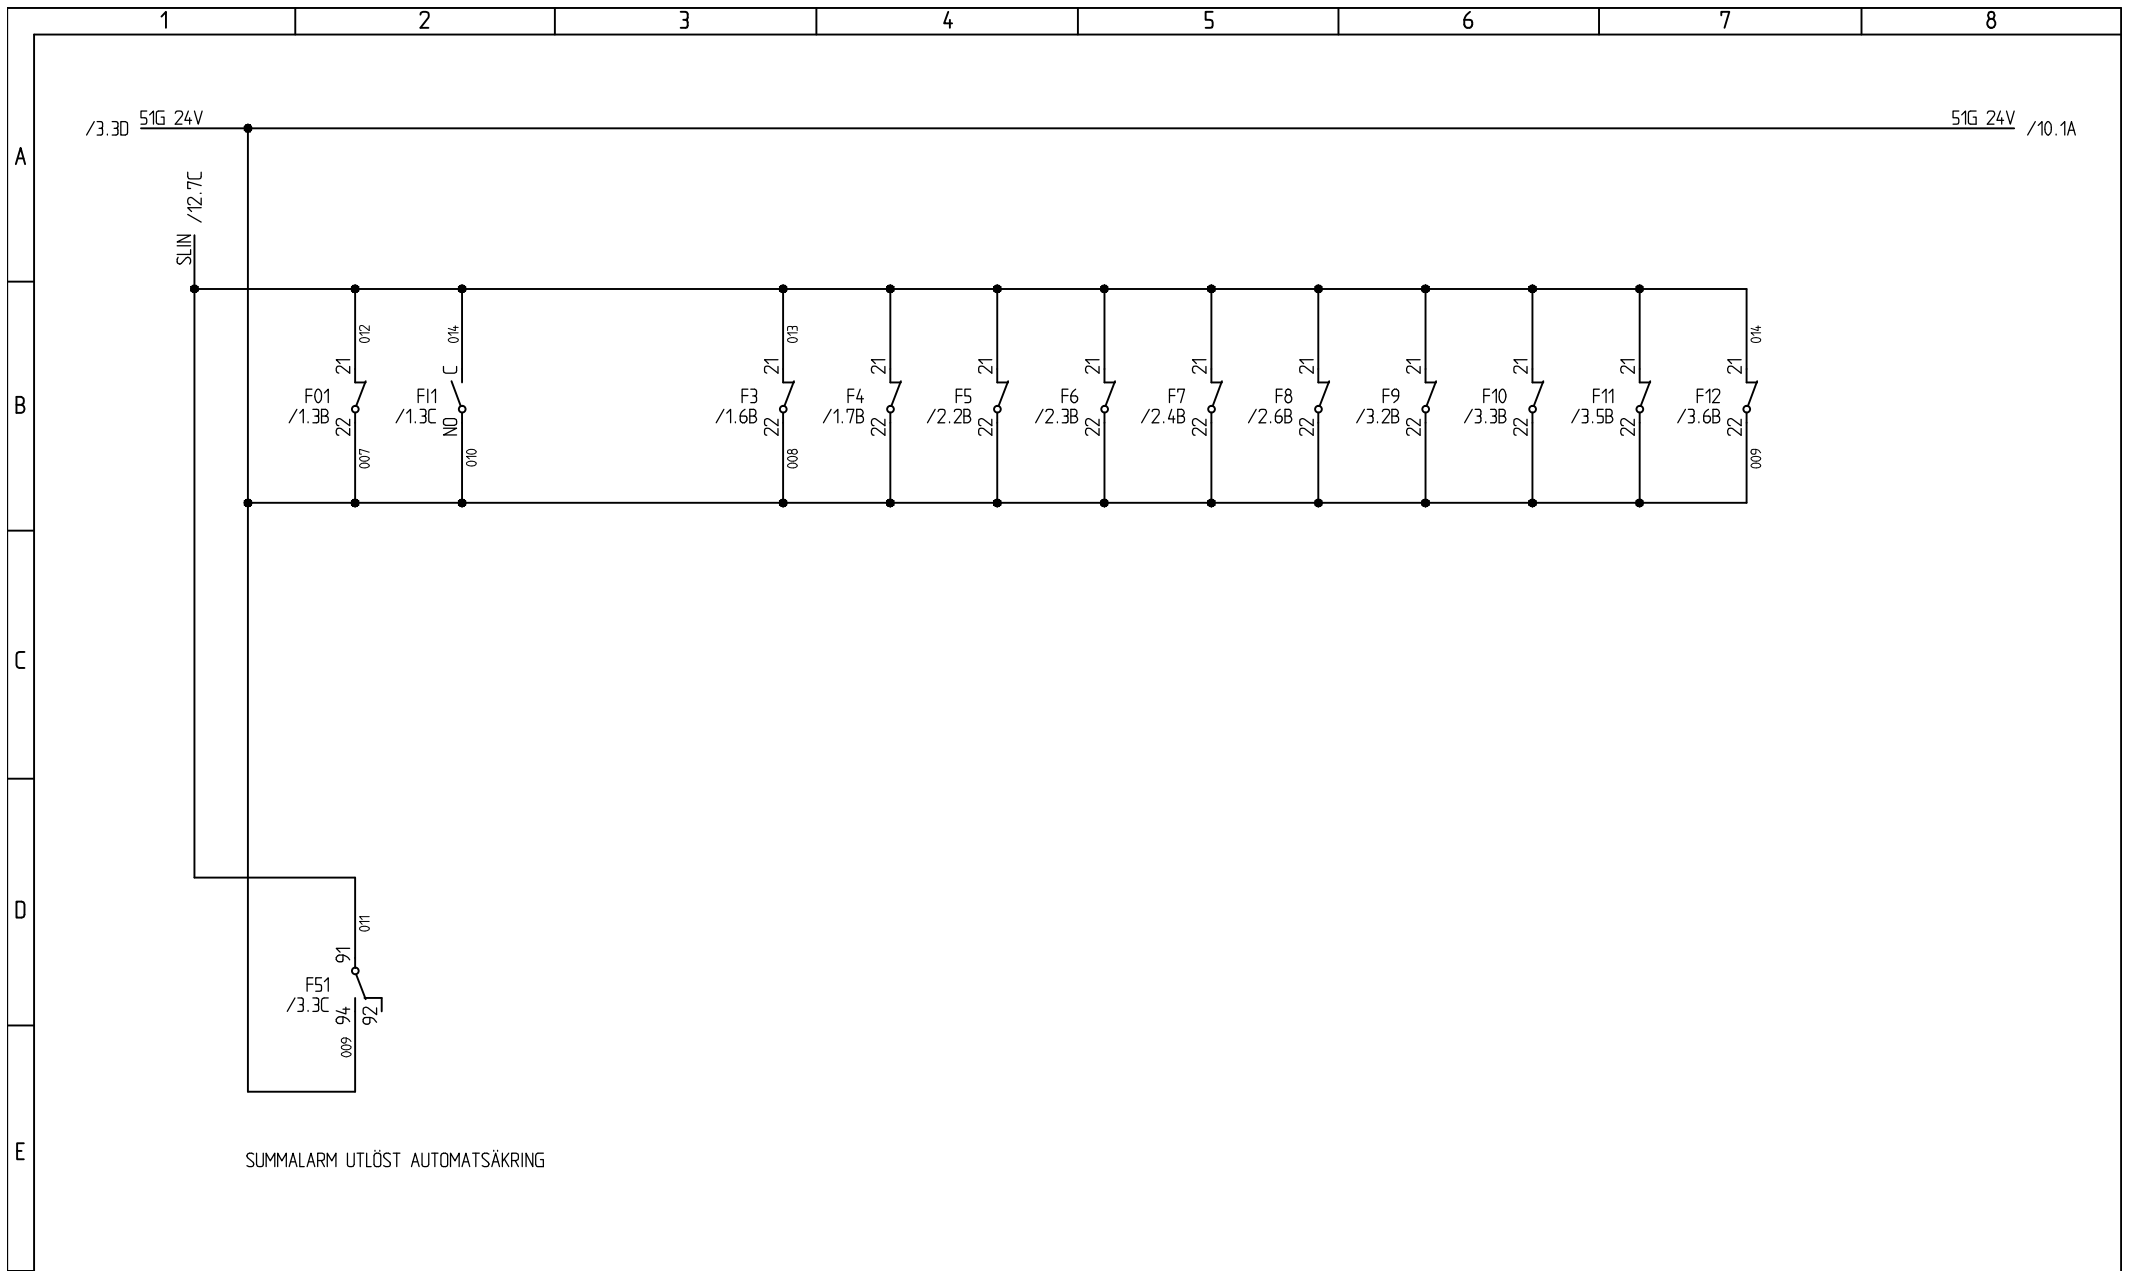 1 2 3 4 5 6 7 8
51G 24V 51G 24V
/3.3D /10.1A
A
SLIN /12.7C
012 014 013 014
21 C 21 21 21 21 21 21 21 21 21 21
B
F01 FI1 F3 F4 F5 F6 F7 F8 F9 F10 F11 F12
/1.3B /1.3C /1.6B /1.7B /2.2B /2.3B /2.4B /2.6B /3.2B /3.3B /3.5B /3.6B
22 NO 22 22 22 22 22 22 22 22 22 22
007 010 008 009
C
D
011
91
F51
/3.3C
94 92
009
E
SUMMALARM UTLÖST AUTOMATSÄKRING